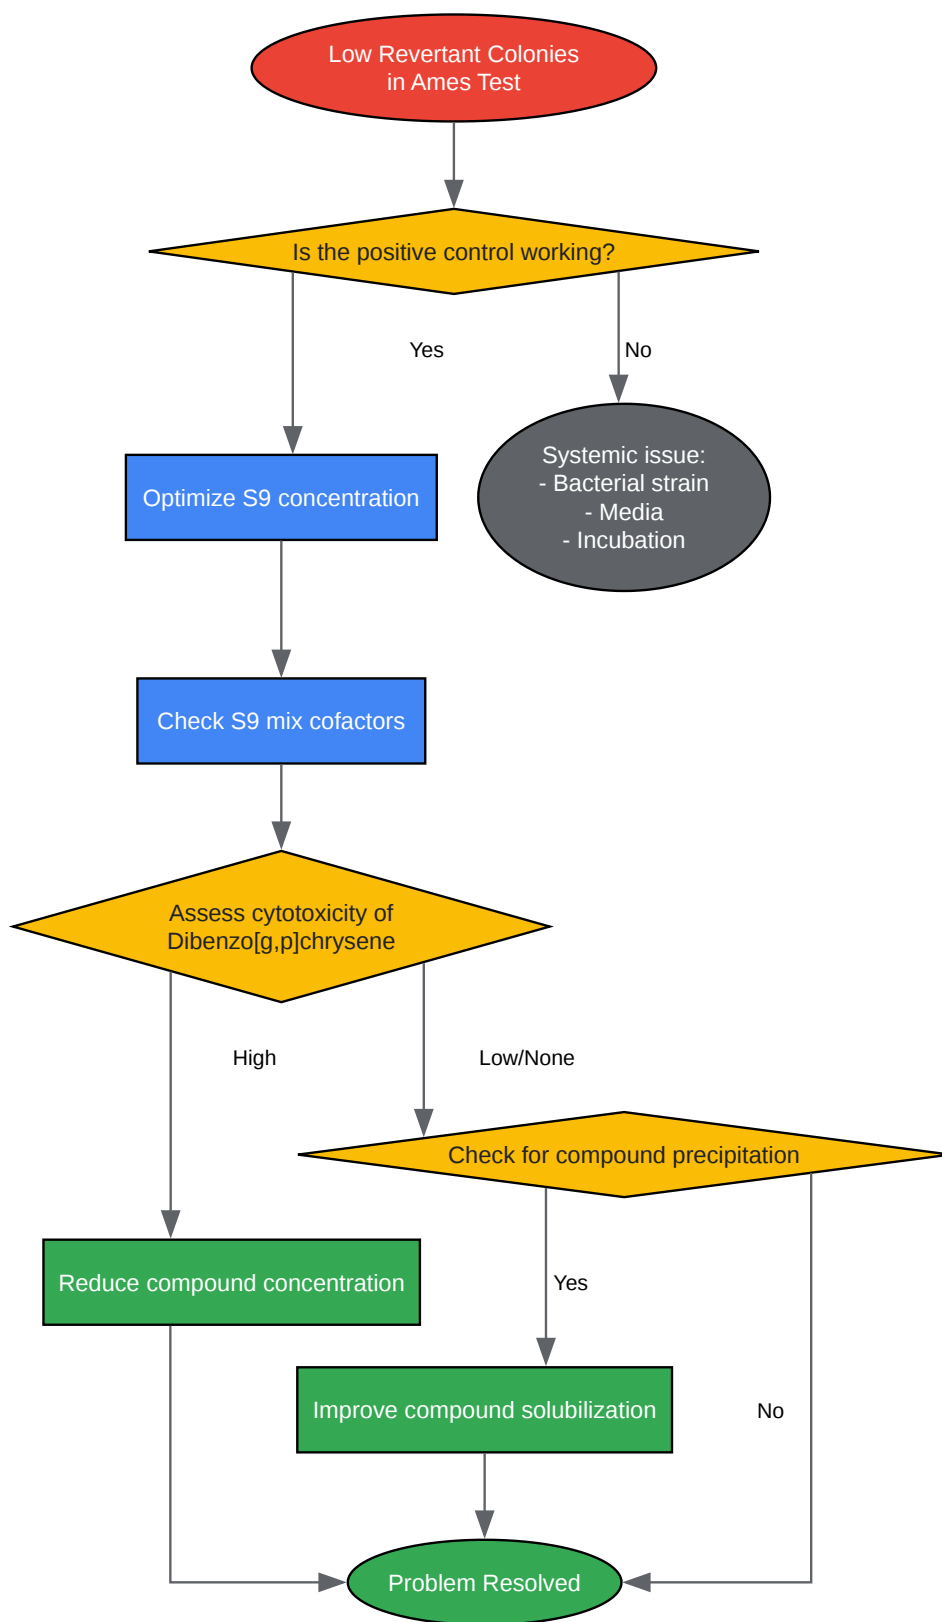 Low Revertant Colonies
in Ames Test
Is the positive control working?
Yes
No
Optimize S9 concentration
Systemic issue:
- Bacterial strain
- Media
- Incubation
Check S9 mix cofactors
Assess cytotoxicity of
Dibenzo[g,p]chrysene
High
Low/None
Check for compound precipitation
Reduce compound concentration
Yes
Improve compound solubilization
No
Problem Resolved